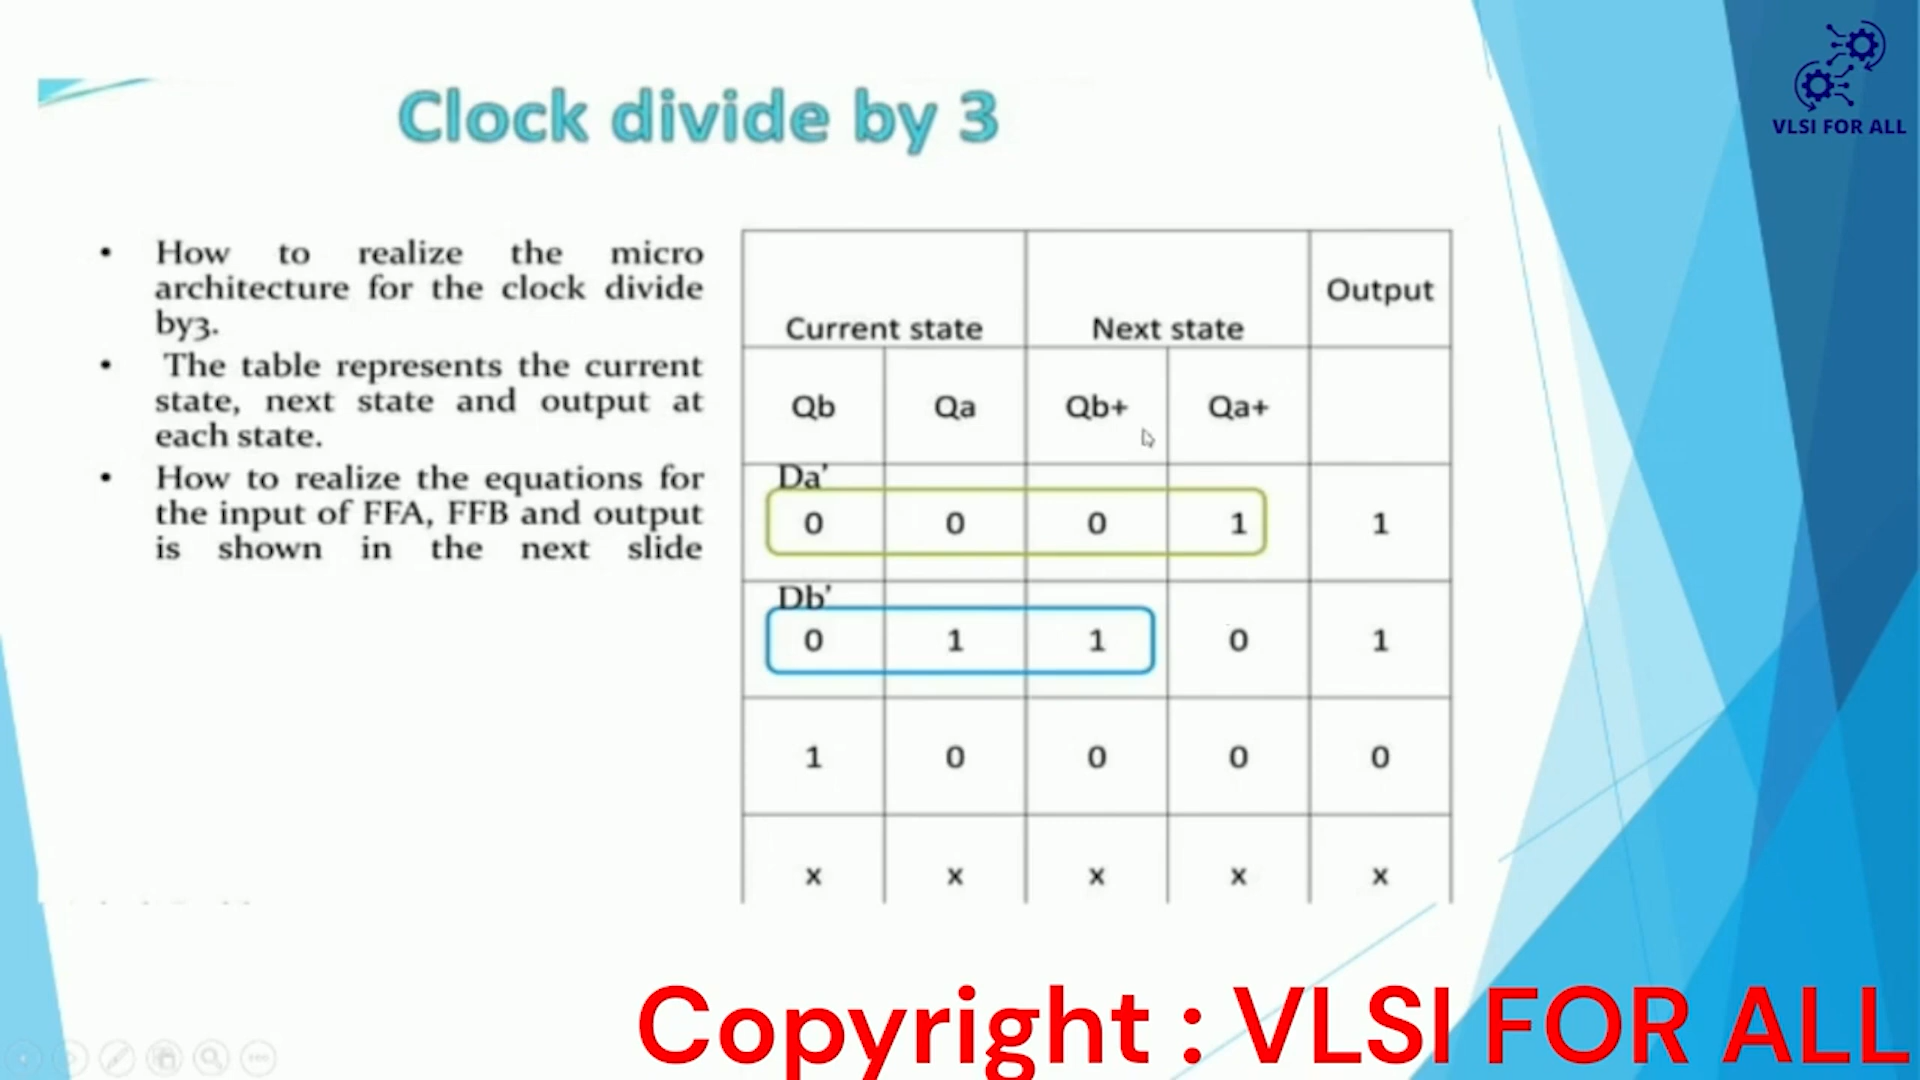 VLSI FOR ALL
Clock divide by 3
• How to realize the micro
architecture for the clock divide
by3.
• The table represents the current
state, next state and output at
each state.
• How to realize the equations for
the input of FFA, FFB and output
is shown in the next slide
Current state Next state Output
Qb Qa Qb+ Qa+
Da'
0 0 0 1 1
Db'
0 1 1 0 1
1 0 0 0 0
x x x x x
Copyright : VLSI FOR ALL